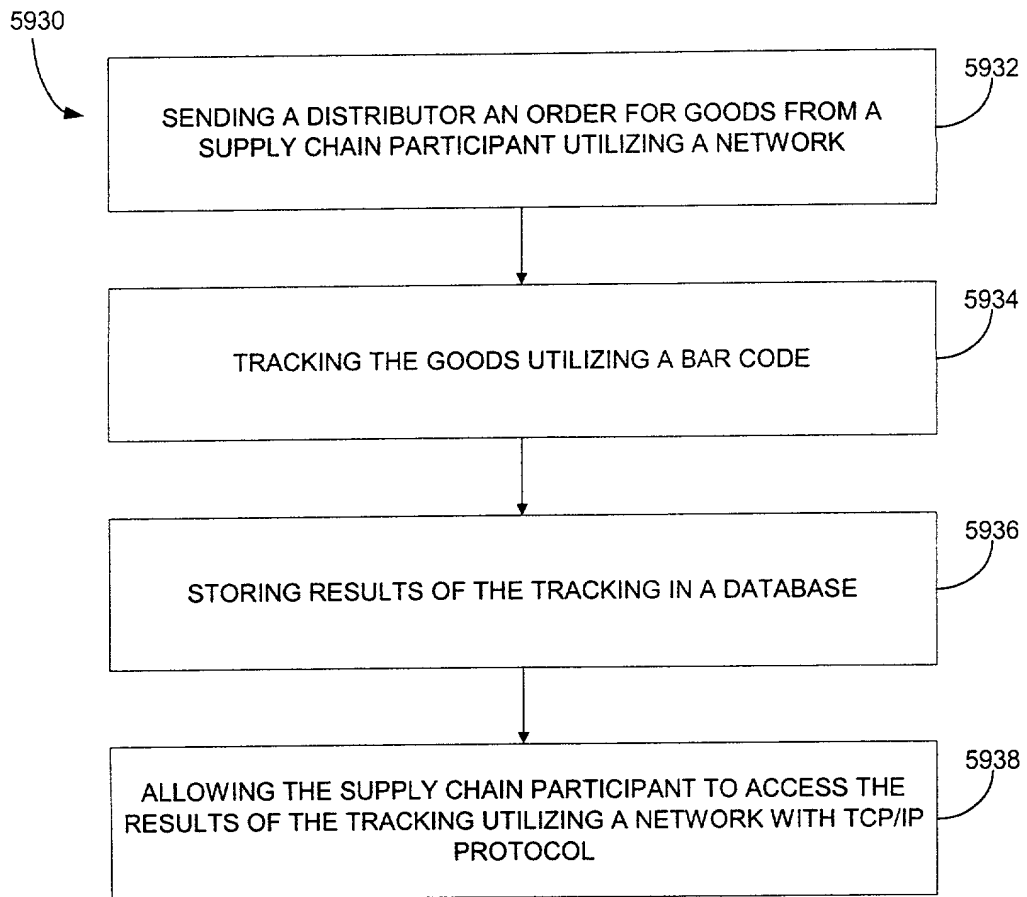 5930
5932
SENDING A DISTRIBUTOR AN ORDER FOR GOODS FROM A
SUPPLY CHAIN PARTICIPANT UTILIZING A NETWORK
5934
TRACKING THE GOODS UTILIZING A BAR CODE
5936
STORING RESULTS OF THE TRACKING IN A DATABASE
5938
ALLOWING THE SUPPLY CHAIN PARTICIPANT TO ACCESS THE
RESULTS OF THE TRACKING UTILIZING A NETWORK WITH TCP/IP
PROTOCOL